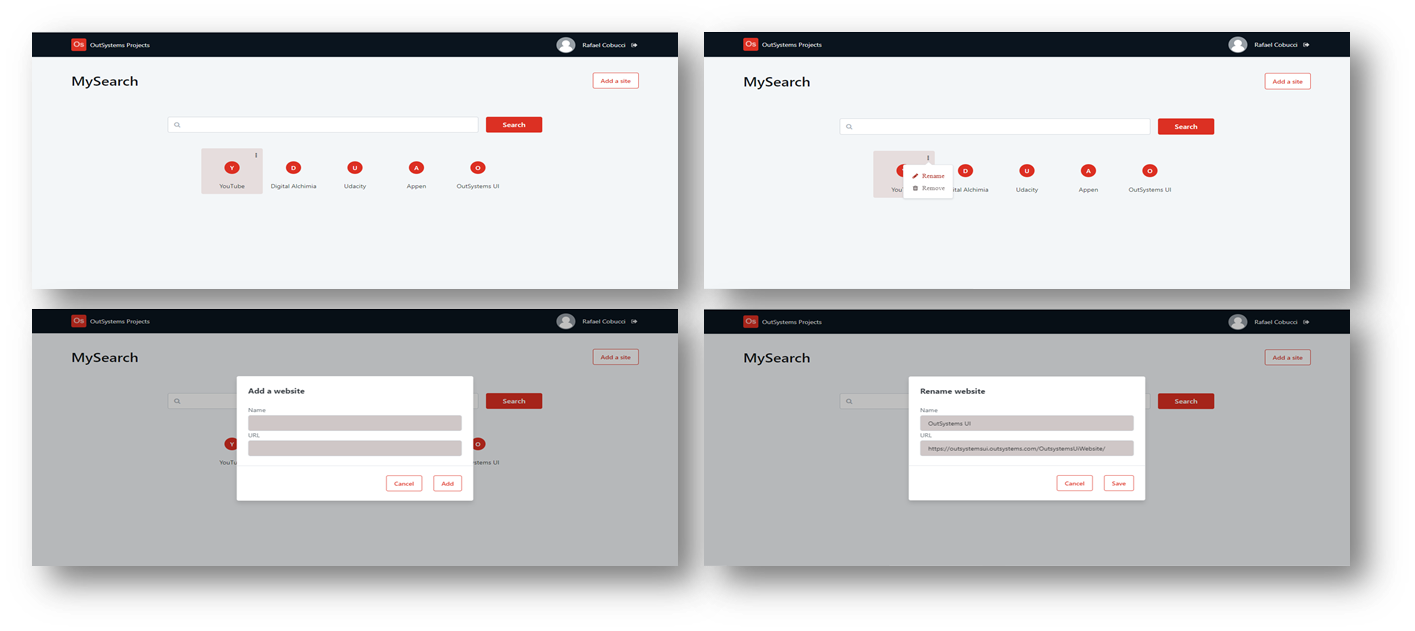 Os OutSystems Projects Rafael Cobucci
MySearch Add a site
Search
Y D U A O
YouTube Digital Alchimia Udacity Appen OutSystems UI
Os OutSystems Projects Rafael Cobucci
MySearch Add a site
Search
D U A O
Rename
You tal Alchimia Udacity Appen OutSystems UI
Remove
Os OutSystems Projects Rafael Cobucci
MySearch Add a site
Add a website
Search
Name
URL
Y O
YouTu stems UI
Cancel Add
Os OutSystems Projects Rafael Cobucci
MySearch Add a site
Rename website
Search
Name
OutSystems UI
URL
https://outsystemsui.outsystems.com/OutsystemsUiWebsite/
Cancel Save